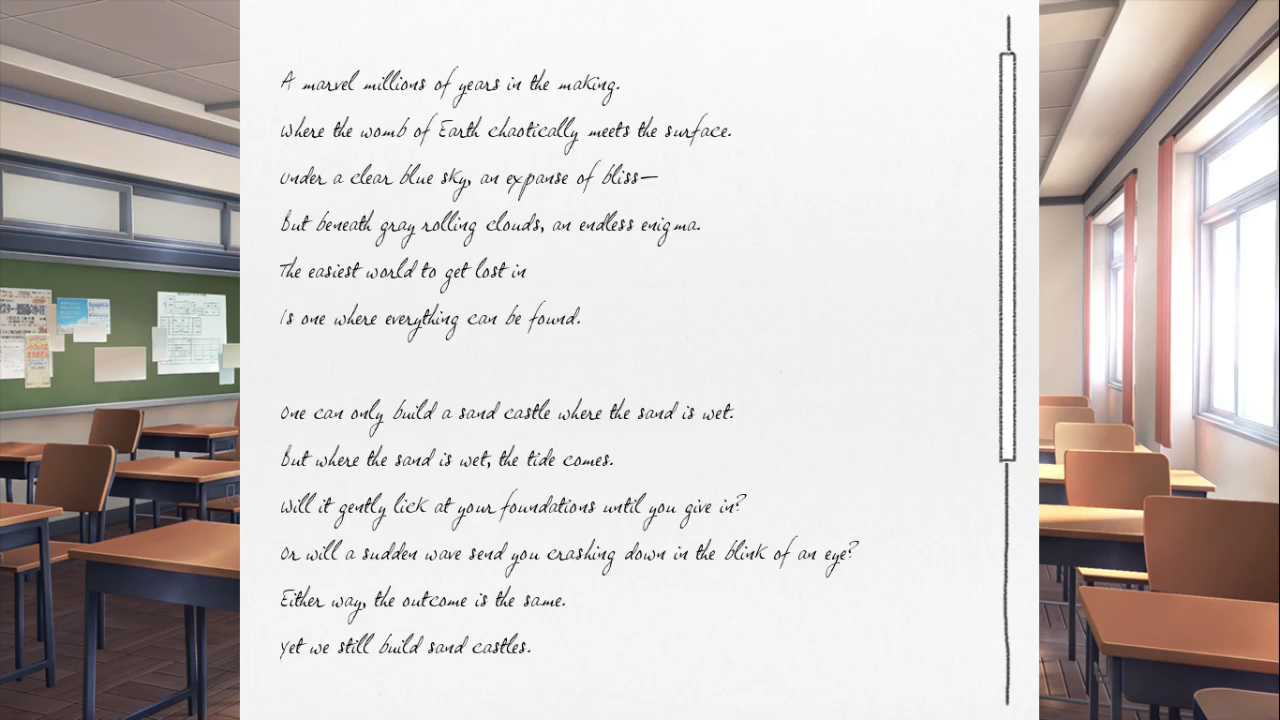 A marvel millions of years in the making.
Where the womb of Earth chaotically meets the surface.
Under a clear blue sky, an expanse of bliss—
But beneath gray rolling clouds, an endless enigma.
The easiest world to get lost in
Is one where everything can be found.
One can only build a sand castle where the sand is wet.
But where the sand is wet, the tide comes.
Will it gently lick at your foundations until you give in?
Or will a sudden wave send you crashing down in the blink of an eye?
Either way, the outcome is the same.
Yet we still build sand castles.